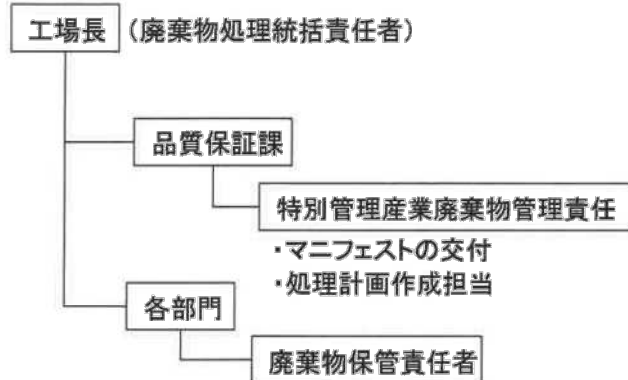 工場長 (廃棄物処理統括責任者)
品質保証課
特別管理産業廃棄物管理責任
・マニフェストの交付
・処理計画作成担当
各部門
廃棄物保管責任者